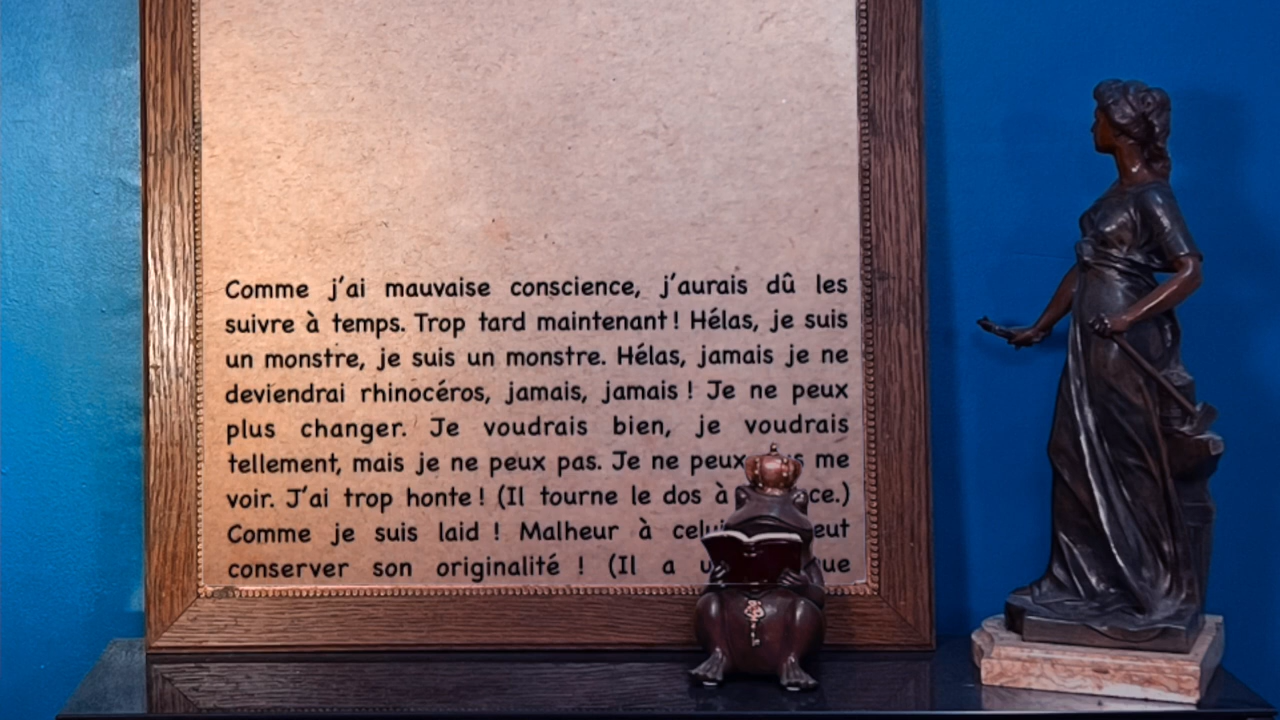 Comme j'ai mauvaise conscience, j'aurais dû les
suivre à temps. Trop tard maintenant ! Hélas, je suis
un monstre, je suis un monstre. Hélas, jamais je ne
deviendrai rhinocéros, jamais, jamais ! Je ne peux
plus changer. Je voudrais bien, je voudrais
tellement, mais je ne peux pas. Je ne peux me
voir. J'ai trop honte ! (Il tourne le dos à
Comme je suis laid ! Malheur à
conserver son originalité ! (Il a